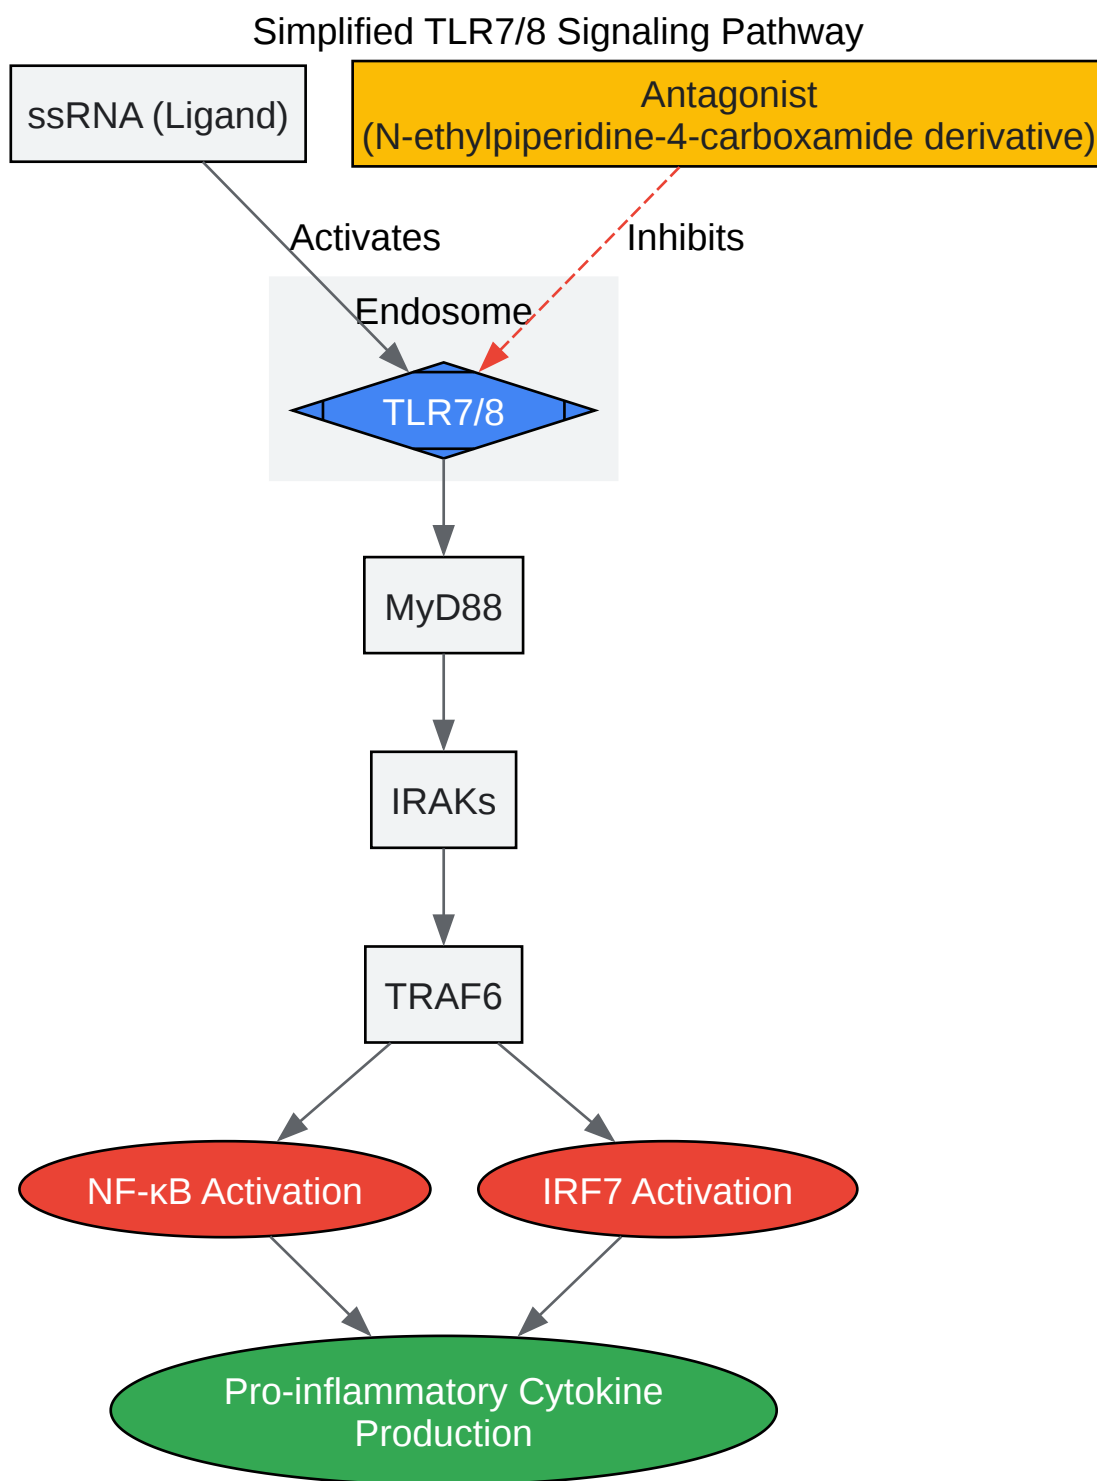 Simplified TLR7/8 Signaling Pathway
ssRNA (Ligand)
Antagonist
(N-ethylpiperidine-4-carboxamide derivative)
Activates
Inhibits
Endosome
TLR7/8
MyD88
IRAKs
TRAF6
NF-κB Activation
IRF7 Activation
Pro-inflammatory Cytokine
Production